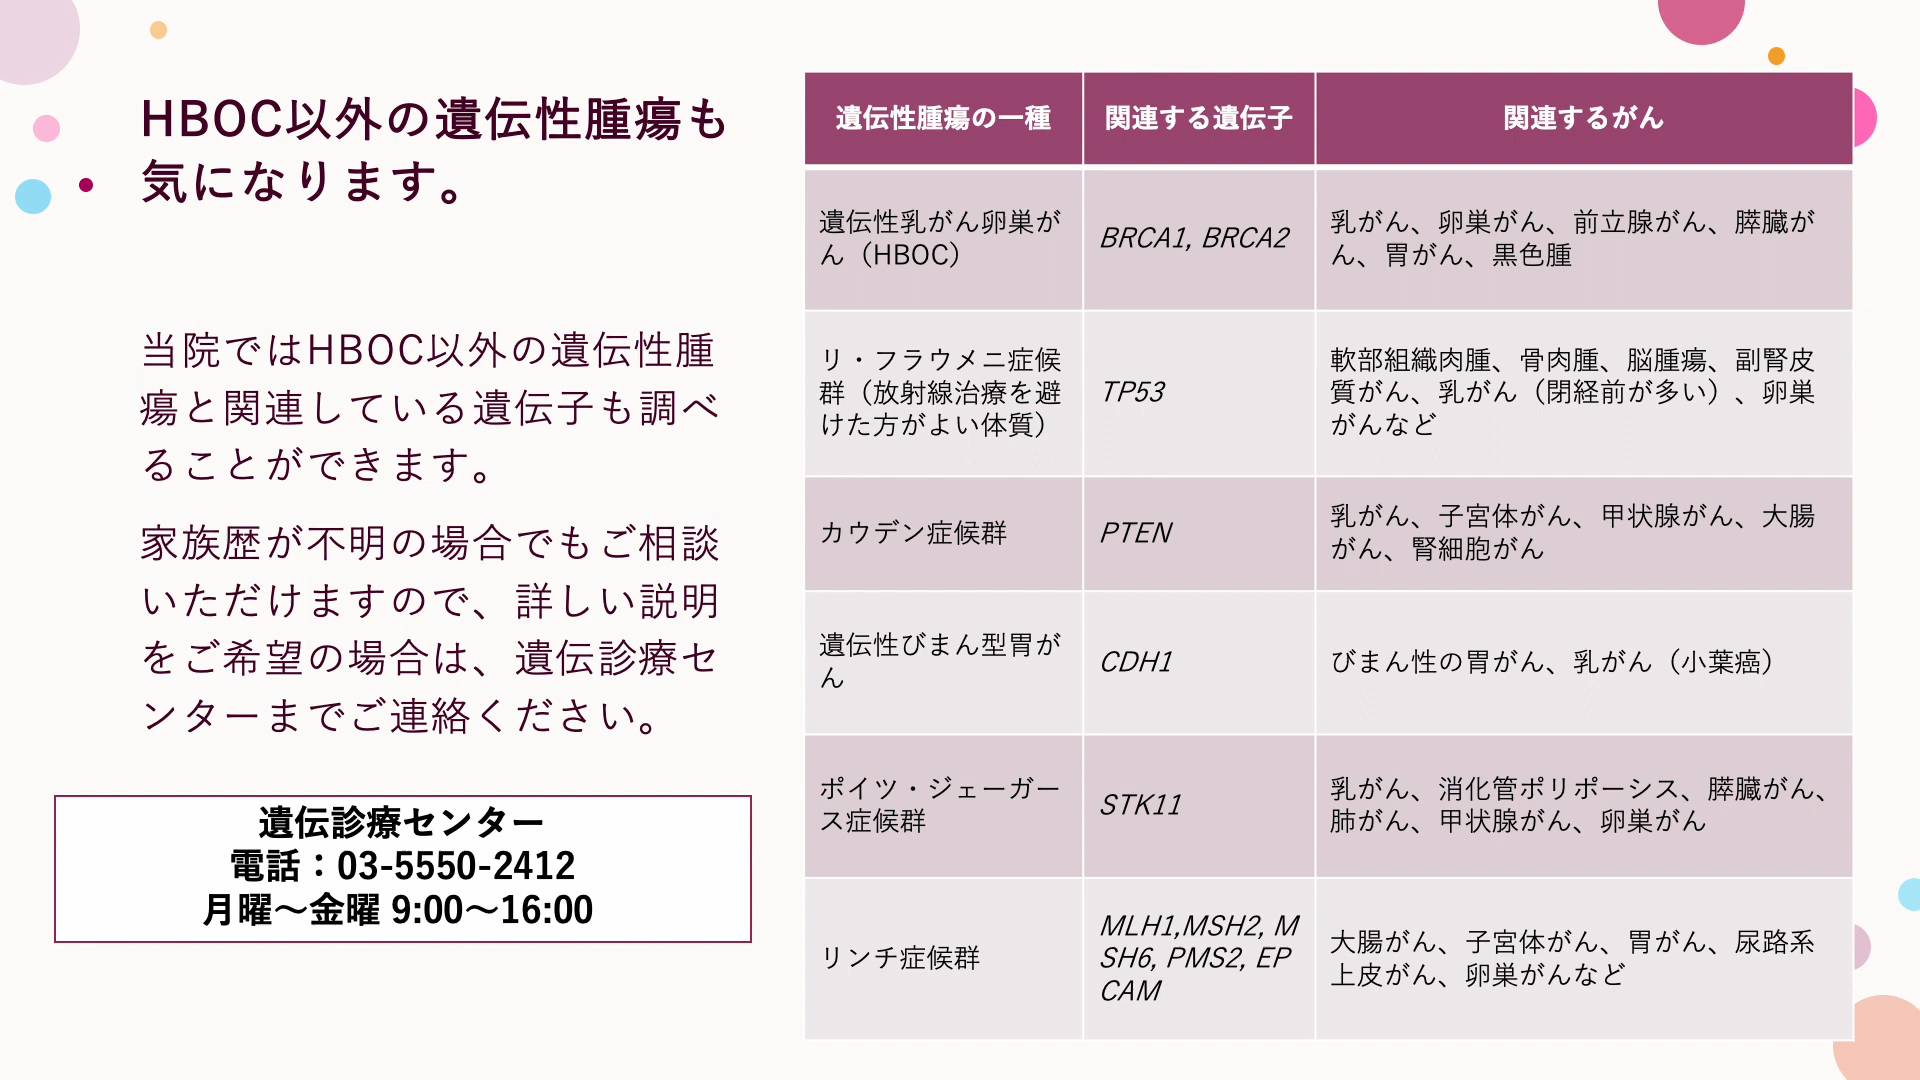 HBOC以外の遺伝性腫瘍も
気になります。
当院ではHBOC以外の遺伝性腫
瘍と関連している遺伝子も調べ
ることができます。
家族歴が不明の場合でもご相談
いただけますので、詳しい説明
をご希望の場合は、遺伝診療セ
ンターまでご連絡ください。
遺伝診療センター
電話：03-5550-2412
月曜～金曜 9:00～16:00
遺伝性腫瘍の一種 関連する遺伝子 関連するがん
遺伝性乳がん卵巣が
ん（HBOC）
BRCA1, BRCA2
乳がん、卵巣がん、前立腺がん、膵臓が
ん、胃がん、黒色腫
リ・フラウメニ症候
群（放射線治療を避
けた方がよい体質）
TP53
軟部組織肉腫、骨肉腫、脳腫瘍、副腎皮
質がん、乳がん（閉経前が多い）、卵巣
がんなど
カウデン症候群
PTEN
乳がん、子宮体がん、甲状腺がん、大腸
がん、腎細胞がん
遺伝性びまん型胃が
ん
CDH1
びまん性の胃がん、乳がん（小葉癌）
ポイツ・ジェーガー
ス症候群
STK11
乳がん、消化管ポリポーシス、膵臓がん、
肺がん、甲状腺がん、卵巣がん
リンチ症候群
MLH1,MSH2, M
SH6, PMS2, EP
CAM
大腸がん、子宮体がん、胃がん、尿路系
上皮がん、卵巣がんなど